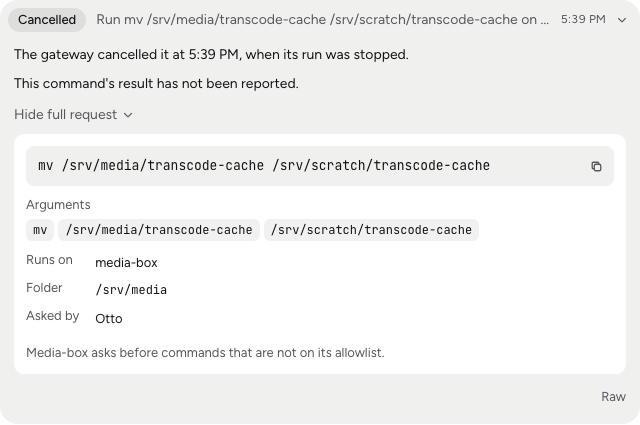 Cancelled Run mv /srv/media/transcode-cache /srv/scratch/transcode-cache on ... 5:39 PM
The gateway cancelled it at 5:39 PM, when its run was stopped.
This command's result has not been reported.
Hide full request
mv /srv/media/transcode-cache /srv/scratch/transcode-cache
Arguments
mv /srv/media/transcode-cache /srv/scratch/transcode-cache
Runs on media-box
Folder /srv/media
Asked by Otto
Media-box asks before commands that are not on its allowlist.
Raw